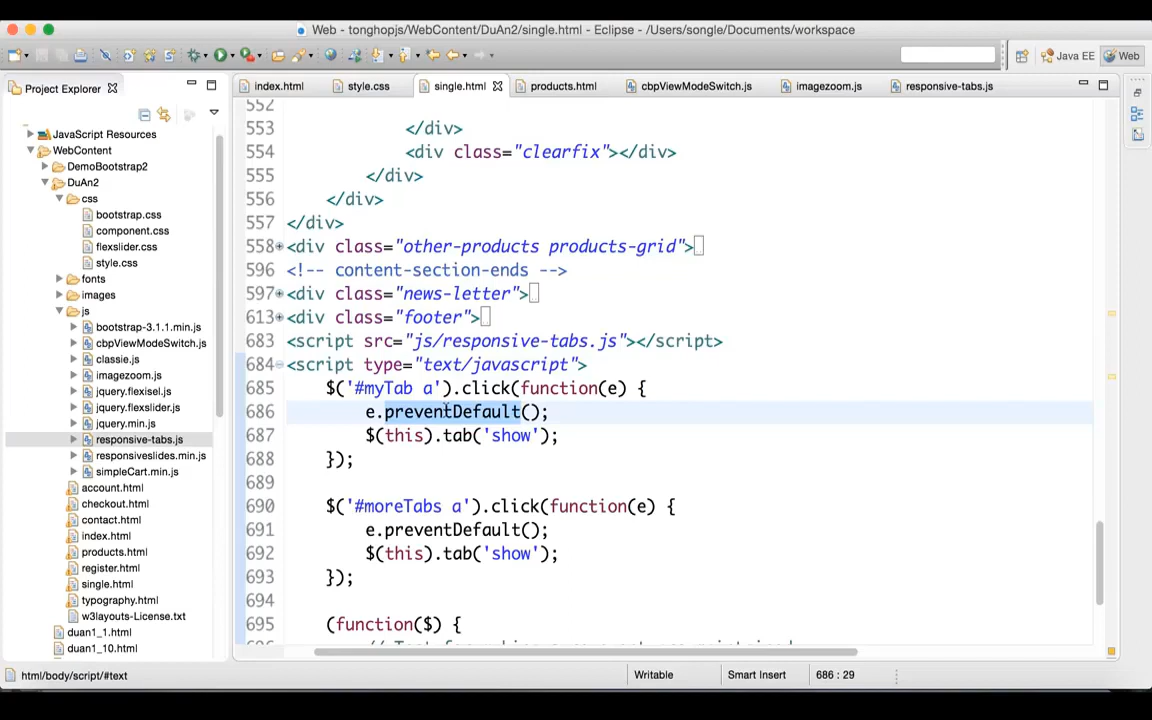 Web - tonghopjs/WebContent/DuAn2/single.html - Eclipse - /Users/songle/Documents/workspace
Java EE
Web
Project Explorer
index.html
style.css
single.html
products.html
cbpViewModeSwitch.js
imagezoom.js
responsive-tabs.js
JavaScript Resources
WebContent
DemoBootstrap2
DuAn2
css
bootstrap.css
component.css
flexslider.css
style.css
fonts
images
js
bootstrap-3.1.1.min.js
cbpViewModeSwitch.js
classie.js
imagezoom.js
jquery.flexisel.js
jquery.flexslider.js
jquery.min.js
responsive-tabs.js
responsiveslides.min.js
simpleCart.min.js
account.html
checkout.html
contact.html
index.html
products.html
register.html
single.html
typography.html
w3layouts-License.txt
duan1_1.html
duan1_10.html
552
553 </div>
554 <div class="clearfix"></div>
555 </div>
556 </div>
557 </div>
558 <div class="other-products products-grid">
596 <!-- content-section-ends -->
597 <div class="news-letter">
613 <div class="footer">
683 <script src="js/responsive-tabs.js"></script>
684 <script type="text/javascript">
685 $('#myTab a').click(function(e) {
686 e.preventDefault();
687 $(this).tab('show');
688 });
689
690 $('#moreTabs a').click(function(e) {
691 e.preventDefault();
692 $(this).tab('show');
693 });
694
695 (function($) {
html/body/script/#text
Writable
Smart Insert
686 : 29